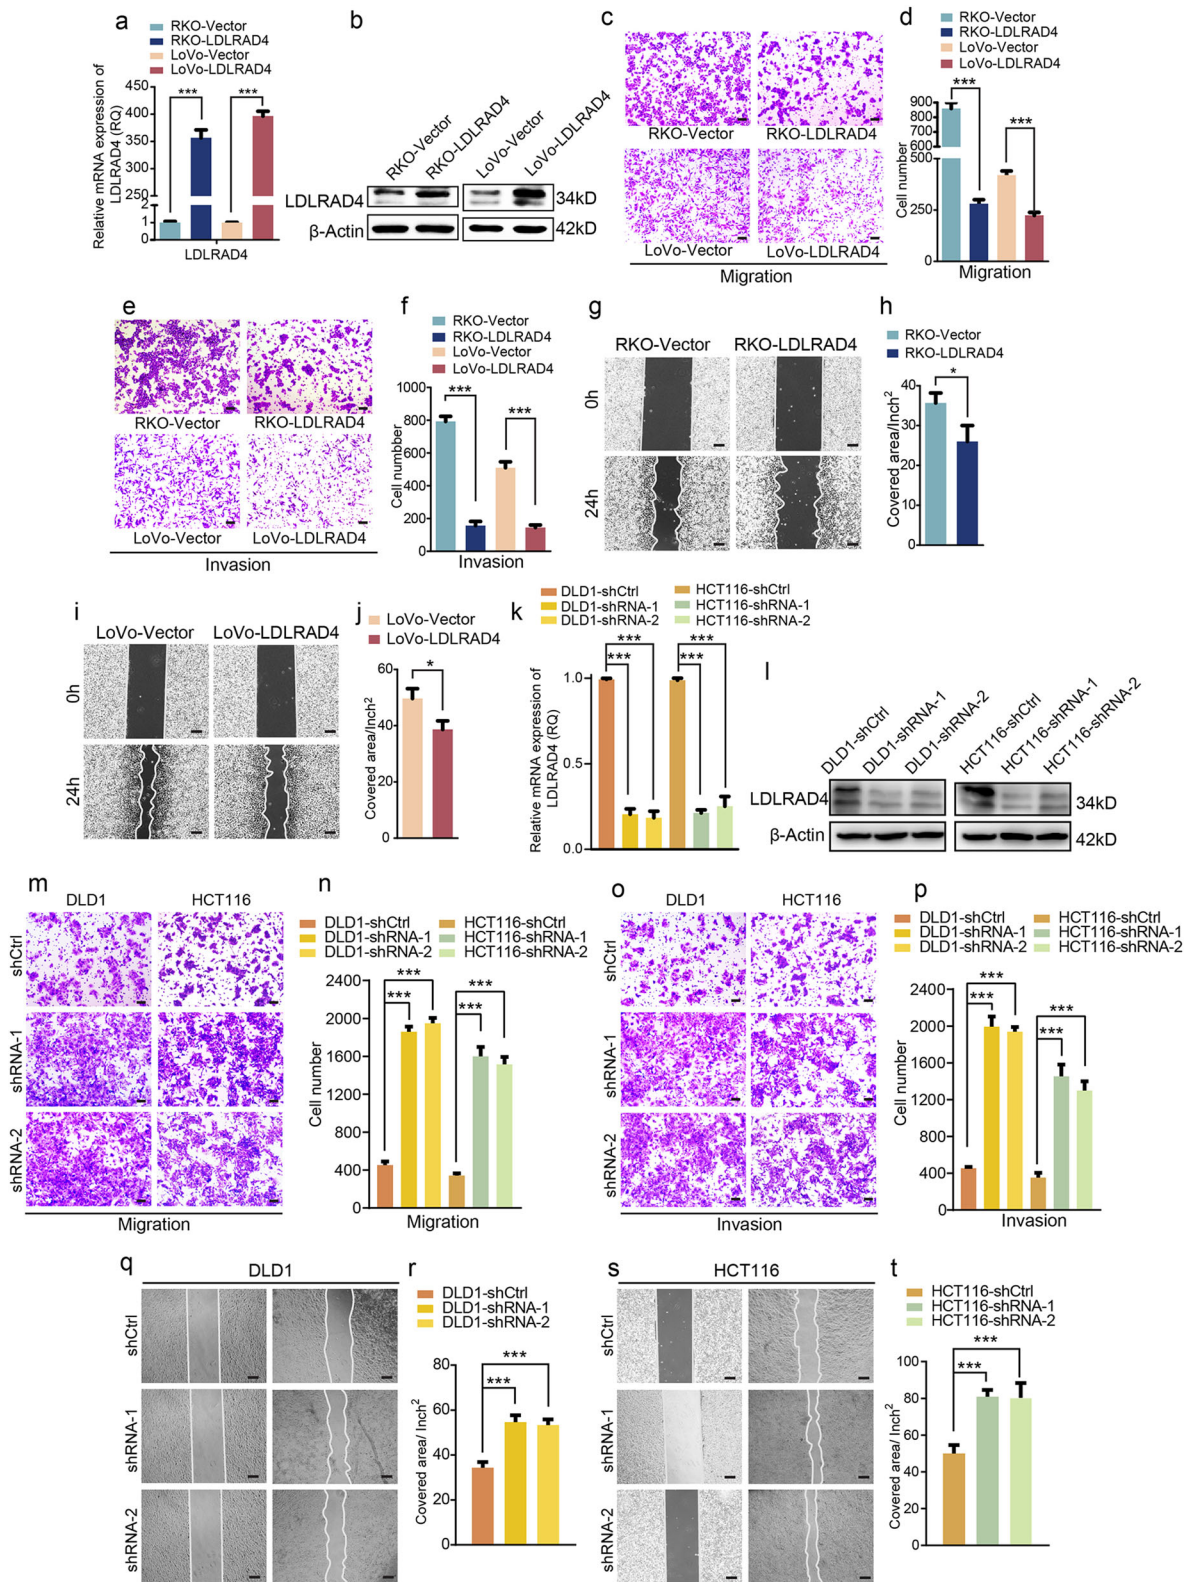 a
RKO-Vector
RKO-LDLRAD4
LoVo-Vector
LoVo-LDLRAD4
Relative mRNA expression of
LDLRAD4 (RQ)
450
400
350
300
250
2
1
0
***
***
LDLRAD4
b
RKO-Vector
RKO-LDLRAD4
LoVo-Vector
LoVo-LDLRAD4
LDLRAD4
34kD
β-Actin
42kD
c
RKO-Vector
RKO-LDLRAD4
LoVo-Vector
LoVo-LDLRAD4
Migration
d
RKO-Vector
RKO-LDLRAD4
LoVo-Vector
LoVo-LDLRAD4
Cell number
900
800
700
500
250
0
***
***
Migration
e
RKO-Vector
RKO-LDLRAD4
LoVo-Vector
LoVo-LDLRAD4
Invasion
f
RKO-Vector
RKO-LDLRAD4
LoVo-Vector
LoVo-LDLRAD4
Cell numbber
800
600
400
200
0
***
***
Invasion
g
RKO-Vector
RKO-LDLRAD4
0h
24h
h
RKO-Vector
RKO-LDLRAD4
Covered area/Inch²
40
30
20
10
0
*
i
LoVo-Vector
LoVo-LDLRAD4
0h
24h
j
LoVo-Vector
LoVo-LDLRAD4
Covered area/Inch²
60
40
20
0
*
k
DLD1-shCtrl
DLD1-shRNA-1
DLD1-shRNA-2
HCT116-shCtrl
HCT116-shRNA-1
HCT116-shRNA-2
Relative mRNA expression of
LDLRAD4 (RQ)
1.0
0.5
0.0
***
***
***
***
l
DLD1-shCtrl
DLD1-shRNA-1
DLD1-shRNA-2
HCT116-shCtrl
HCT116-shRNA-1
HCT116-shRNA-2
LDLRAD4
34kD
β-Actin
42kD
m
DLD1
HCT116
shCtrl
shRNA-1
shRNA-2
Migration
n
DLD1-shCtrl
DLD1-shRNA-1
DLD1-shRNA-2
HCT116-shCtrl
HCT116-shRNA-1
HCT116-shRNA-2
Cell number
2400
2000
1600
1200
800
400
0
***
***
***
***
Migration
o
DLD1
HCT116
shCtrl
shRNA-1
shRNA-2
Invasion
p
DLD1-shCtrl
DLD1-shRNA-1
DLD1-shRNA-2
HCT116-shCtrl
HCT116-shRNA-1
HCT116-shRNA-2
Cell number
2400
2000
1600
1200
800
400
0
***
***
***
***
Invasion
q
DLD1
shCtrl
shRNA-1
shRNA-2
r
DLD1-shCtrl
DLD1-shRNA-1
DLD1-shRNA-2
Covered area/ Inch²
80
60
40
20
0
***
***
s
HCT116
shCtrl
shRNA-1
shRNA-2
t
HCT116-shCtrl
HCT116-shRNA-1
HCT116-shRNA-2
Covered area/ Inch²
100
80
60
40
20
0
***
***